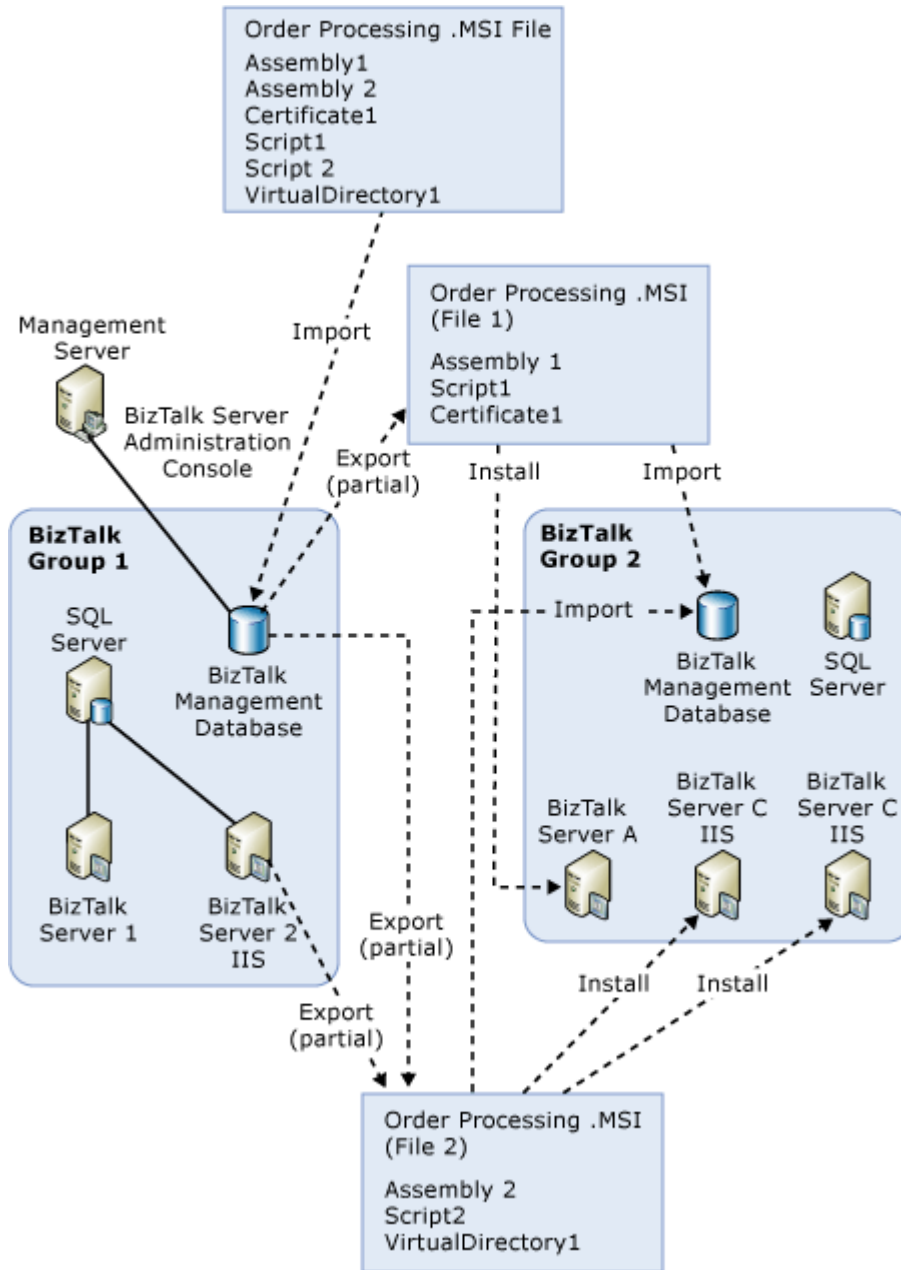 Order Processing .MSI File
Assembly1
Assembly 2
Certificate1
Script1
Script 2
VirtualDirectory1
Import
Order Processing .MSI
(File 1)
Assembly 1
Script1
Certificate1
Management
Server
BizTalk Server
Administration
Console
Export
(partial)
Install
Import
BizTalk
Group 1
SQL
Server
BizTalk
Management
Database
BizTalk
Server 1
BizTalk
Server 2
IIS
BizTalk
Group 2
Import
BizTalk
Management
Database
SQL
Server
BizTalk
Server A
BizTalk
Server C
IIS
BizTalk
Server C
IIS
Export
(partial)
Export
(partial)
Install
Install
Order Processing .MSI
(File 2)
Assembly 2
Script2
VirtualDirectory1